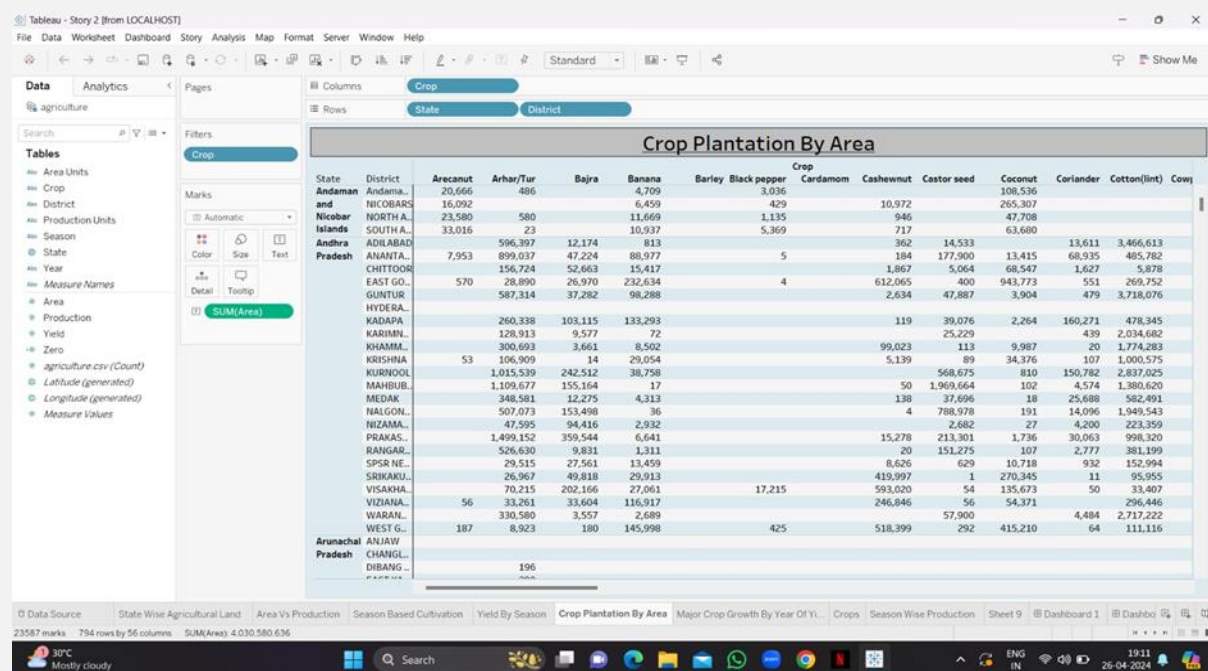 Tableau - Story 2 [from LOCALHOST]
File Data Worksheet Dashboard Story Analysis Map Format Server Window Help
Standard Show Me
Data Analytics Pages Columns Crop
agriculture Rows State District
Search Filters
Crop
Crop Plantation By Area
Tables
Abc Area Units
Abc Crop
Abc District
Abc Production Units
Abc Season
State
Abc Year
Abc Measure Names
Area
Production
Yield
Zero
agriculture.csv (Count)
Latitude (generated)
Longitude (generated)
Measure Values
Marks
Automatic
Color Size Text
Detail Tooltip
SUM(Area)
Crop
State District Arecanut Arhar/Tur Bajra Banana Barley Black pepper Cardamom Cashewnut Castor seed Coconut Coriander Cotton(lint)
Andaman and Nicobar Islands Andama.. 20,666 486 4,709 3,036 108,536
NICOBARS 16,092 6,459 429 10,972 265,307
NORTH A.. 23,580 580 11,669 1,135 946 47,708
SOUTH A.. 33,016 23 10,937 5,369 717 63,680
Andhra Pradesh ADILABAD 596,397 12,174 813 362 14,533 13,611 3,466,613
ANANTA.. 7,953 899,037 47,224 88,977 5 184 177,900 13,415 68,935 485,782
CHITTOOR 156,724 52,663 15,417 1,867 5,064 68,547 1,627 5,878
EAST GO.. 570 28,890 26,970 232,634 4 612,065 400 943,773 551 269,752
GUNTUR 587,314 37,282 98,288 2,634 47,887 3,904 479 3,718,076
HYDERA..
KADAPA 260,338 103,115 133,293 119 39,076 2,264 160,271 478,345
KARIMN.. 128,913 9,577 72 25,229 439 2,034,682
KHAMM.. 300,693 3,661 8,502 99,023 113 9,987 20 1,774,283
KRISHNA 53 106,909 14 29,054 5,139 89 34,376 107 1,000,575
KURNOOL 1,015,539 242,512 38,758 568,675 810 150,782 2,837,025
MAHBUB.. 1,109,677 155,164 17 50 1,969,664 102 4,574 1,380,620
MEDAK 348,581 12,275 4,313 138 37,696 18 25,688 582,491
NALGON.. 507,073 153,498 36 4 788,978 191 14,096 1,949,543
NIZAMA.. 47,595 94,416 2,932 2,682 27 4,200 223,359
PRAKAS.. 1,499,152 359,544 6,641 15,278 213,301 1,736 30,063 998,320
RANGAR.. 526,630 9,831 1,311 20 151,275 107 2,777 381,199
SPSR NE.. 29,515 27,561 13,459 8,626 629 10,718 932 152,994
SRIKAKU.. 26,967 49,818 29,913 419,997 1 270,345 11 95,955
VISAKHA.. 70,215 202,166 27,061 17,215 593,020 54 135,673 50 33,407
VIZIANA.. 56 33,261 33,604 116,917 246,846 56 54,371 296,446
WARAN.. 330,580 3,557 2,689 57,900 4,484 2,717,222
WEST G.. 187 8,923 180 145,998 425 518,399 292 415,210 64 111,116
Arunachal Pradesh ANJAW
CHANGL..
DIBANG .. 196
Data Source State Wise Agricultural Land Area Vs Production Season Based Cultivation Yield By Season Crop Plantation By Area Major Crop Growth By Year Of Yi... Crops Season Wise Production Sheet 9 Dashboard 1 Dashbo
23587 marks 794 rows by 56 columns SUM(Area): 4,030,580,636
1 30°C
Mostly cloudy
Search
ENG
IN
19:11
26-04-2024